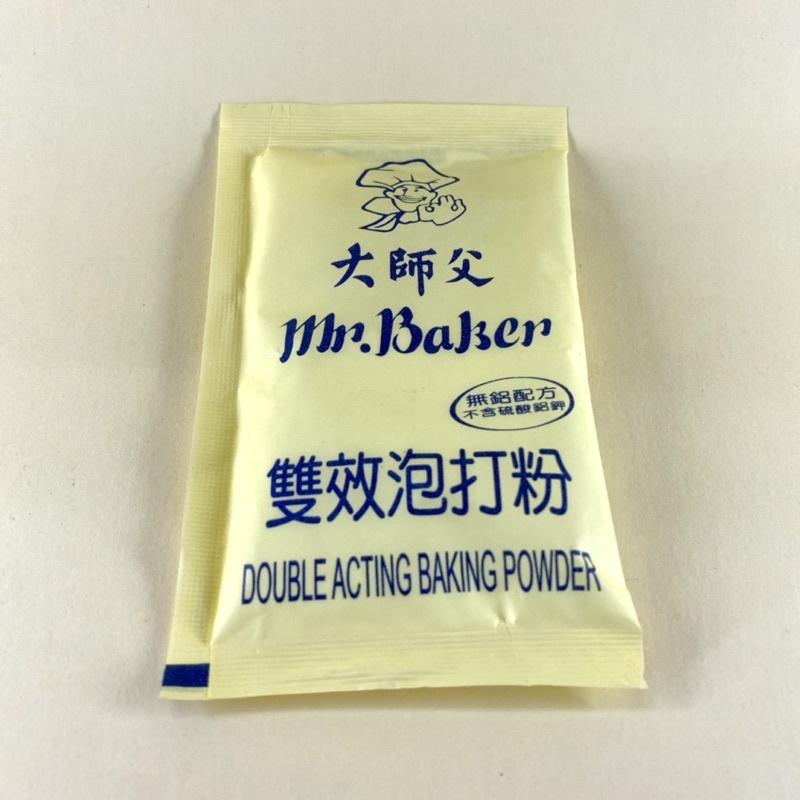 大師父
Mr. Baker
無鋁配方
不含硫酸鋁鉀
雙效泡打粉
DOUBLE ACTING BAKING POWDER